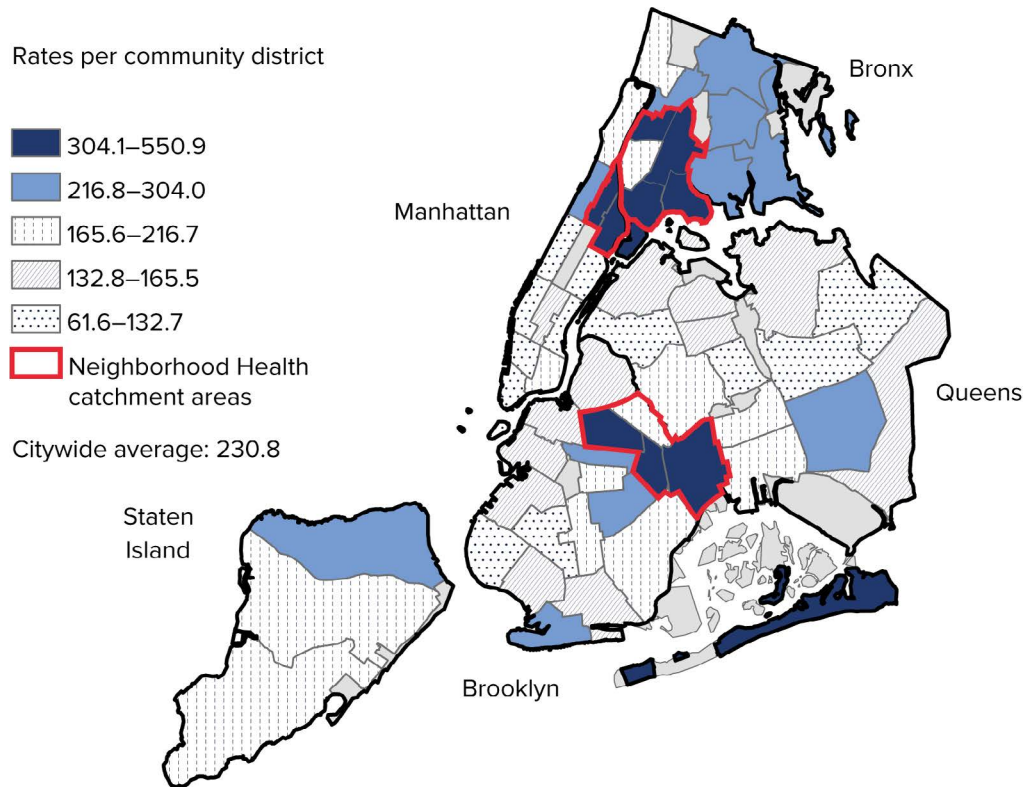 Rates per community district
304.1–550.9
216.8–304.0
165.6–216.7
132.8–165.5
61.6–132.7
Neighborhood Health
catchment areas
Citywide average: 230.8
Bronx
Manhattan
Queens
Staten
Island
Brooklyn